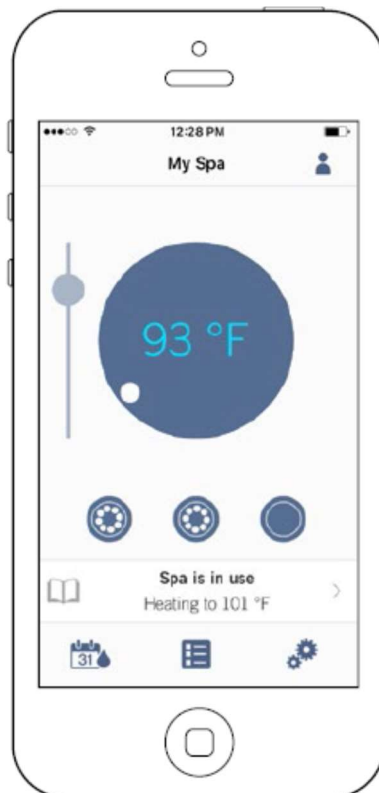 12:28 PM
My Spa
93 °F
Spa is in use
Heating to 101 °F
31